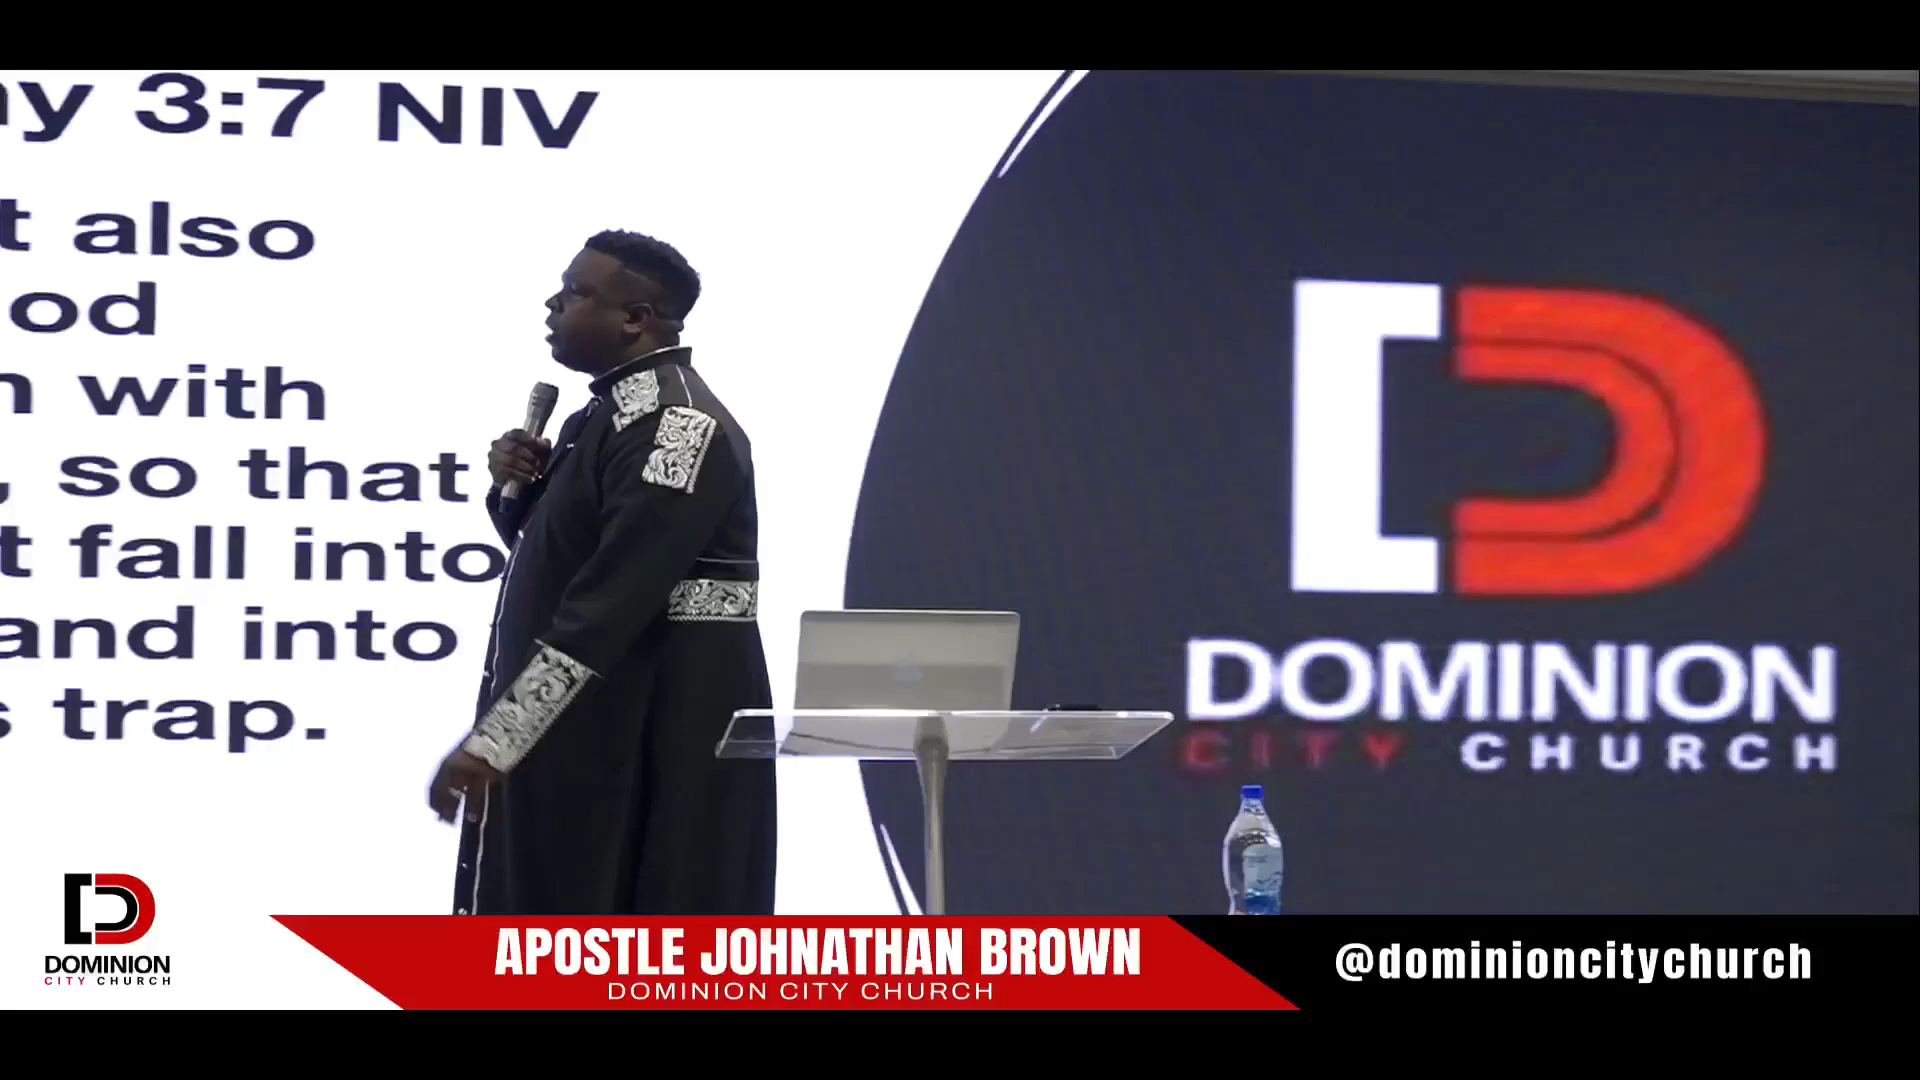 3:7 NIV
also
with
, so that
fall into
and into
trap.
DOMINION
CITY CHURCH
DOMINION
CITY CHURCH
APOSTLE JOHNATHAN BROWN
DOMINION CITY CHURCH
@dominioncitychurch